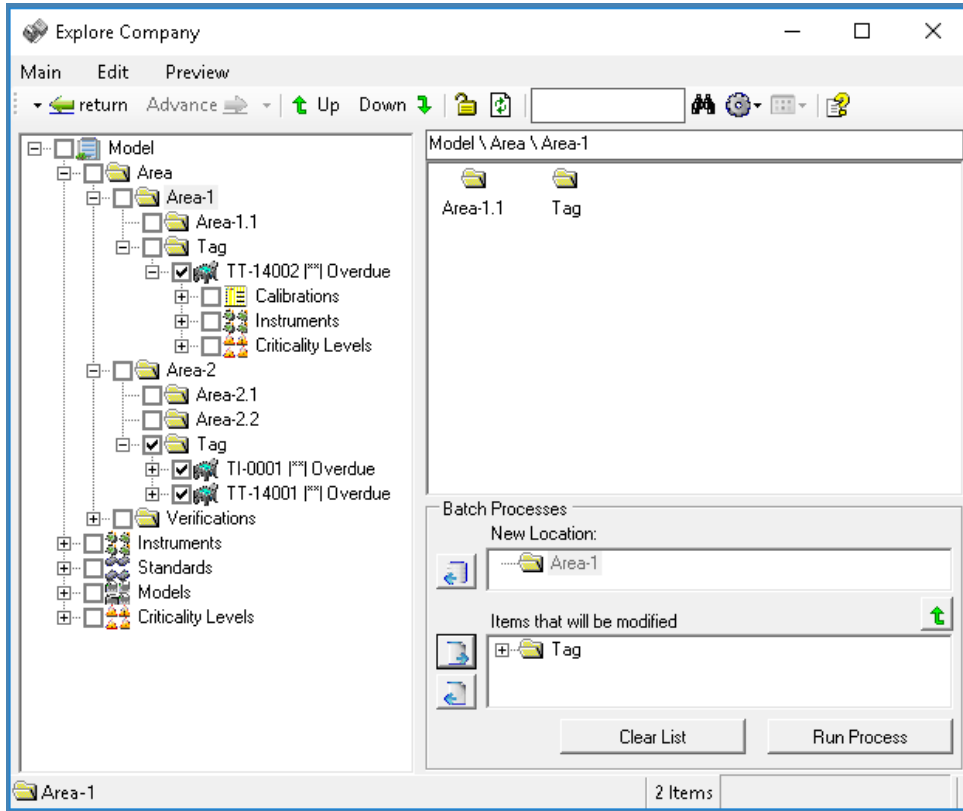 Explore Company
Main Edit Preview
return Advance Up Down
Model
Area
Area-1
Area-1.1
Tag
TT-14002 |**| Overdue
Calibrations
Instruments
Criticality Levels
Area-2
Area-2.1
Area-2.2
Tag
TI-0001 |**| Overdue
TT-14001 |**| Overdue
Verifications
Instruments
Standards
Models
Criticality Levels
Model \ Area \ Area-1
Area-1.1 Tag
Batch Processes
New Location:
Area-1
Items that will be modified
Tag
Clear List Run Process
Area-1 2 Items